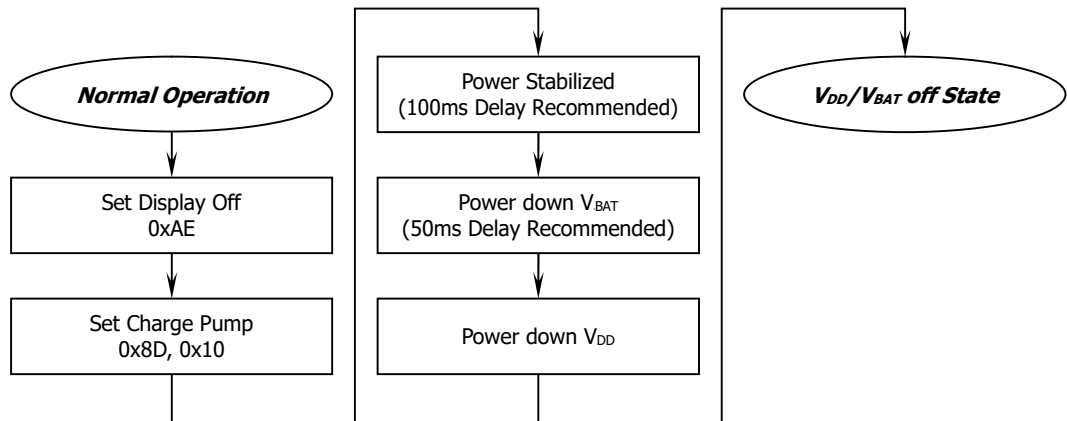 Normal Operation
Set Display Off
0xAE
Set Charge Pump
0x8D, 0x10
Power Stabilized
(100ms Delay Recommended)
Power down VBAT
(50ms Delay Recommended)
Power down VDD
VDD/VBAT off State